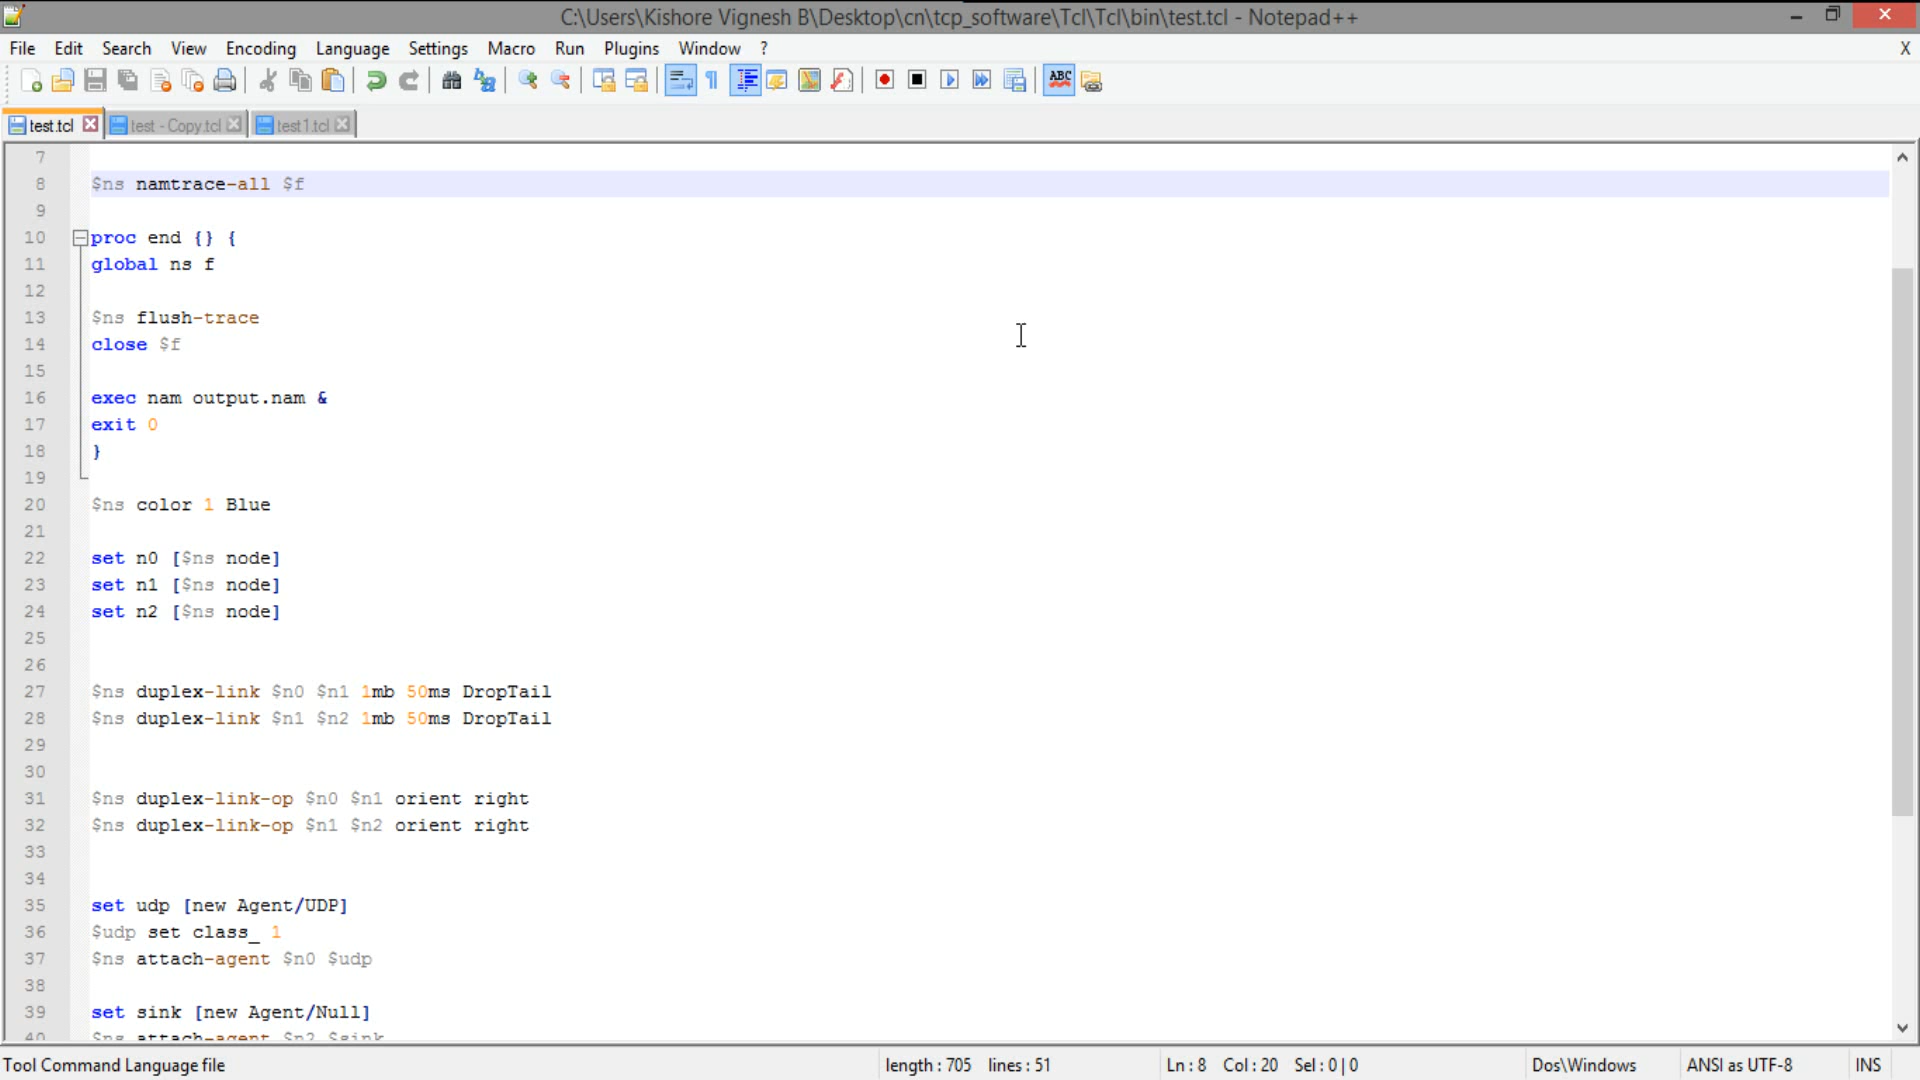 C:\Users\Kishore Vignesh B\Desktop\cn\tcp_software\Tcl\Tcl\bin\test.tcl - Notepad++
File Edit Search View Encoding Language Settings Macro Run Plugins Window ? X
ABC
test.tcl test - Copy.tcl test1.tcl
7
8 $ns namtrace-all $f
9
10 proc end {} {
11 global ns f
12
13 $ns flush-trace
14 close $f
15
16 exec nam output.nam &
17 exit 0
18 }
19
20 $ns color 1 Blue
21
22 set n0 [$ns node]
23 set n1 [$ns node]
24 set n2 [$ns node]
25
26
27 $ns duplex-link $n0 $n1 1mb 50ms DropTail
28 $ns duplex-link $n1 $n2 1mb 50ms DropTail
29
30
31 $ns duplex-link-op $n0 $n1 orient right
32 $ns duplex-link-op $n1 $n2 orient right
33
34
35 set udp [new Agent/UDP]
36 $udp set class_ 1
37 $ns attach-agent $n0 $udp
38
39 set sink [new Agent/Null]
40 $ns attach-agent $n2 $sink
Tool Command Language file length : 705 lines : 51 Ln : 8 Col : 20 Sel : 0 | 0 Dos\Windows ANSI as UTF-8 INS